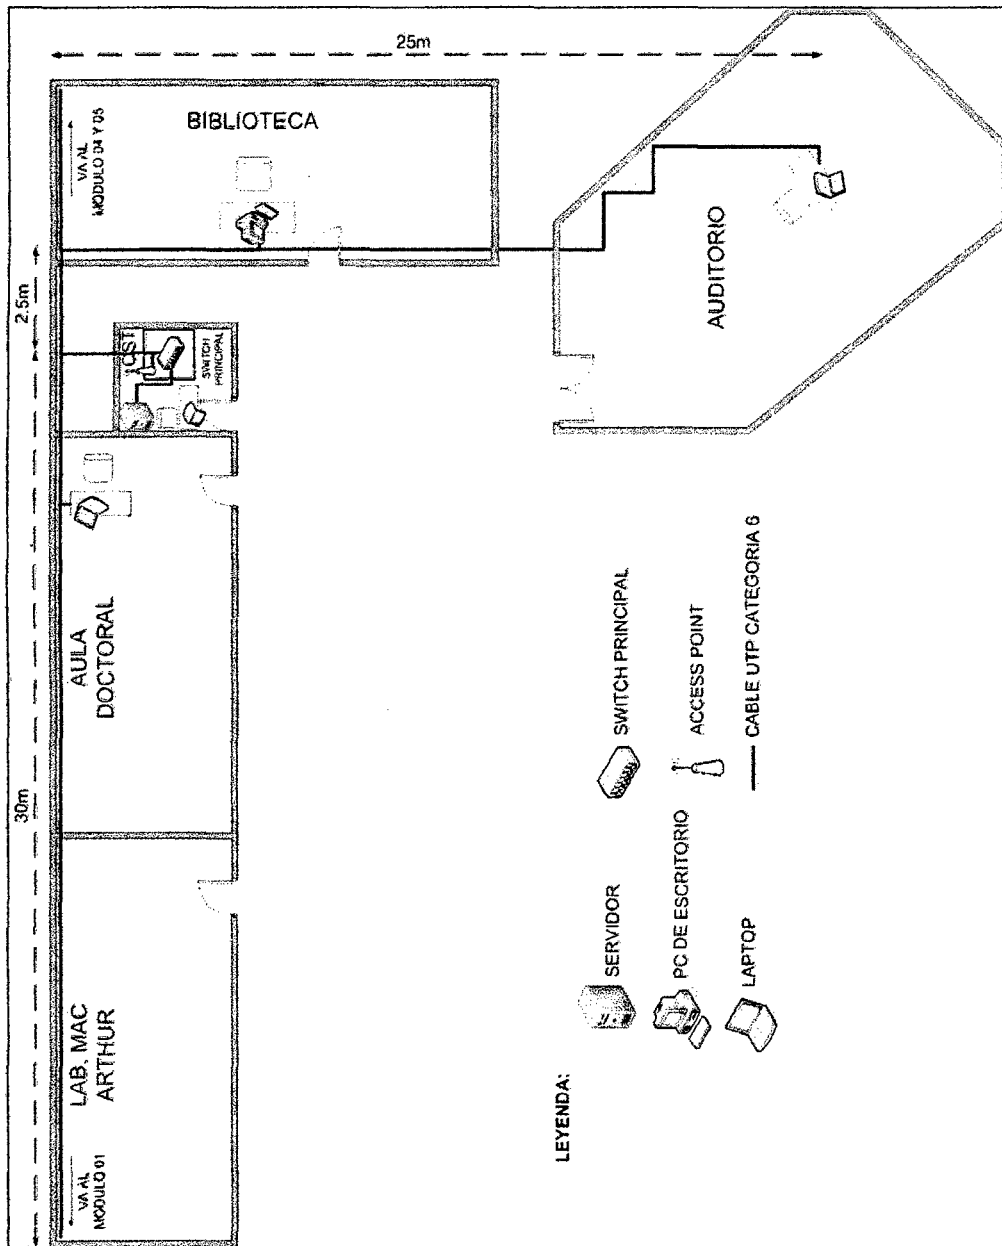 25m
VA AL
MODULO 04 Y 05
BIBLIOTECA
AUDITORIO
2.5m
SWITCH
PRINCIPAL
AULA
DOCTORAL
30m
LAB. MAC
ARTHUR
VA AL
MODULO 01
LEYENDA:
SERVIDOR
PC DE ESCRITORIO
LAPTOP
SWITCH PRINCIPAL
ACCESS POINT
CABLE UTP CATEGORIA 6